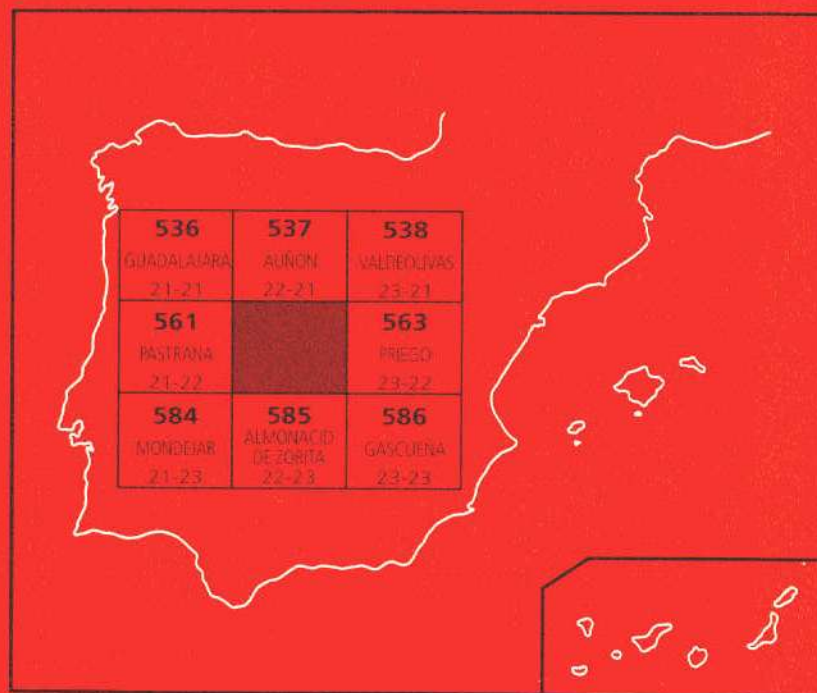 536
GUADALAJARA
21-21
537
AUÑON
22-21
538
VALDEOLIVAS
23-21
561
PASTRANA
21-22
563
PRIEGO
23-22
584
MONDEJAR
21-23
585
ALMONACID
DE ZORITA
22-23
586
GASCUEÑA
23-23